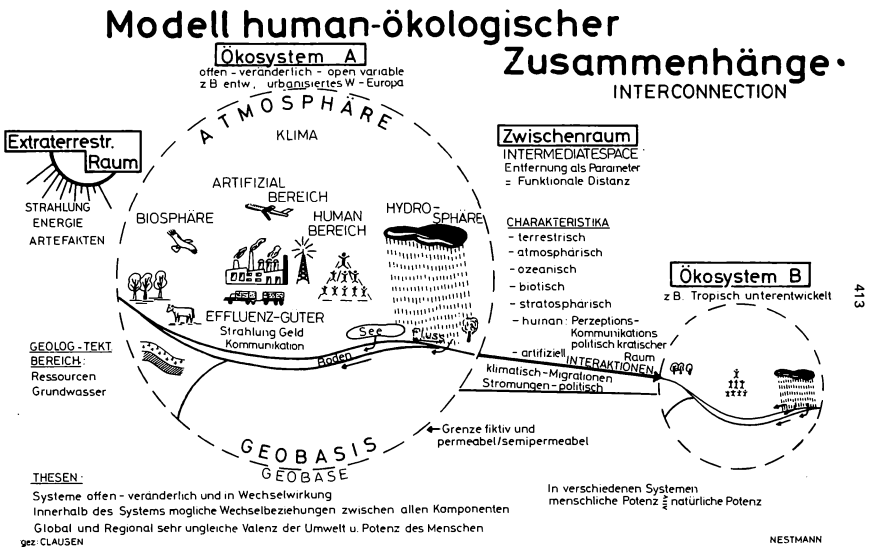 Modell human-ökologischer
Zusammenhänge.
INTERCONNECTION
Ökosystem A
offen - veränderlich - open variable
z B entw, urbanisiertes W - Europa
ATMOSPHÄRE
KLIMA
Extraterrestr.
Raum
STRAHLUNG
ENERGIE
ARTEFAKTEN
ARTIFIZIAL
BEREICH
BIOSPHÄRE
HUMAN
BEREICH
HYDRO-
SPHÄRE
EFFLUENZ-GUTER
Strahlung Geld
Kommunikation
See
Fluss
Boden
GEOLOG-TEKT.
BEREICH:
Ressourcen
Grundwasser
GEOBASIS
GEOBASE
Zwischenraum
INTERMEDIATESPACE
Entfernung als Parameter
= Funktionale Distanz
CHARAKTERISTIKA
- terrestrisch
- atmosphärisch
- ozeanisch
- biotisch
- stratosphärisch
- human: Perzeptions-
Kommunikations
politisch kratischer
Raum
- artifiziell
INTERAKTIONEN
klimatisch-Migrationen
Stromungen-politisch
Grenze fiktiv und
permeabel/semipermeabel
Ökosystem B
z B. Tropisch unterentwickelt
413
THESEN:
Systeme offen - veränderlich und in Wechselwirkung
Innerhalb des Systems mogliche Wechselbeziehungen zwischen allen Komponenten
Global und Regional sehr ungleiche Valenz der Umwelt u. Potenz des Menschen
gez: CLAUSEN
In verschiedenen Systemen
menschliche Potenz ≷ natürliche Potenz
NESTMANN